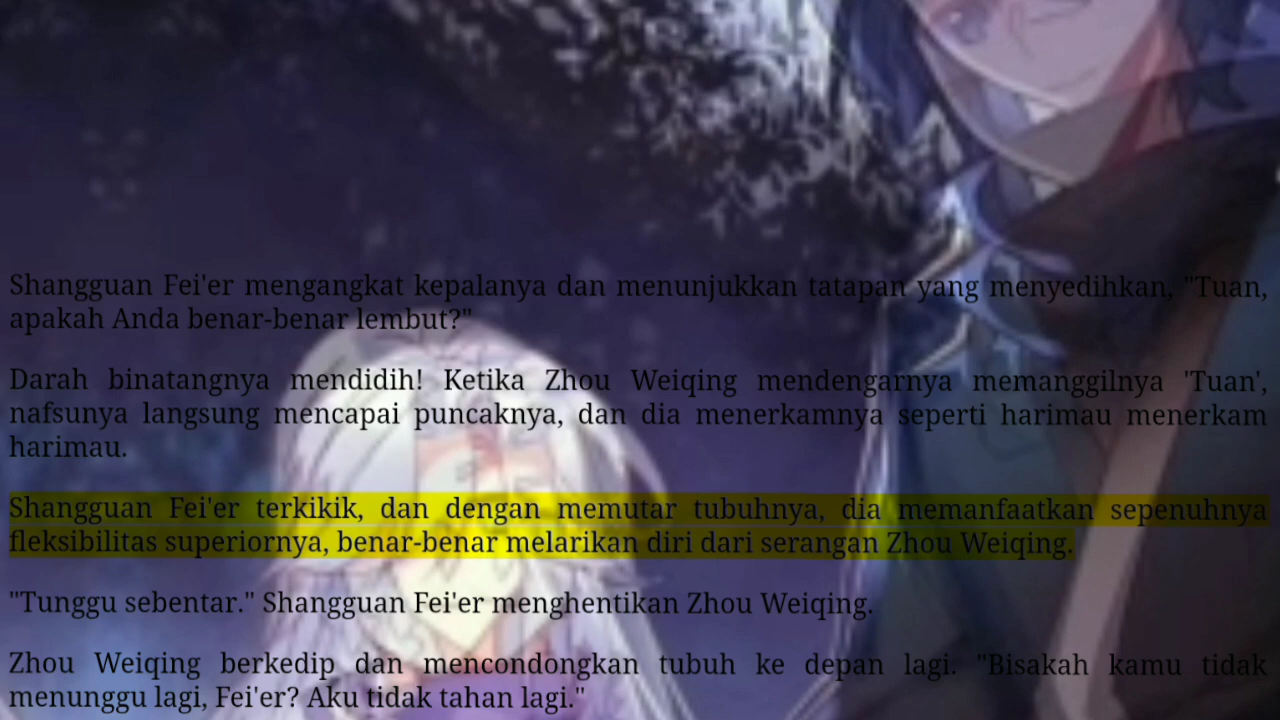 Shangguan Fei'er mengangkat kepalanya dan menunjukkan tatapan yang menyedihkan, "Tuan,
apakah Anda benar-benar lembut?"
Darah binatangnya mendidih! Ketika Zhou Weiqing mendengarnya memanggilnya 'Tuan',
nafsunya langsung mencapai puncaknya, dan dia menerkamnya seperti harimau menerkam
harimau.
Shangguan Fei'er terkikik, dan dengan memutar tubuhnya, dia memanfaatkan sepenuhnya
fleksibilitas superiornya, benar-benar melarikan diri dari serangan Zhou Weiqing.
"Tunggu sebentar." Shangguan Fei'er menghentikan Zhou Weiqing.
Zhou Weiqing berkedip dan mencondongkan tubuh ke depan lagi. "Bisakah kamu tidak
menunggu lagi, Fei'er? Aku tidak tahan lagi."